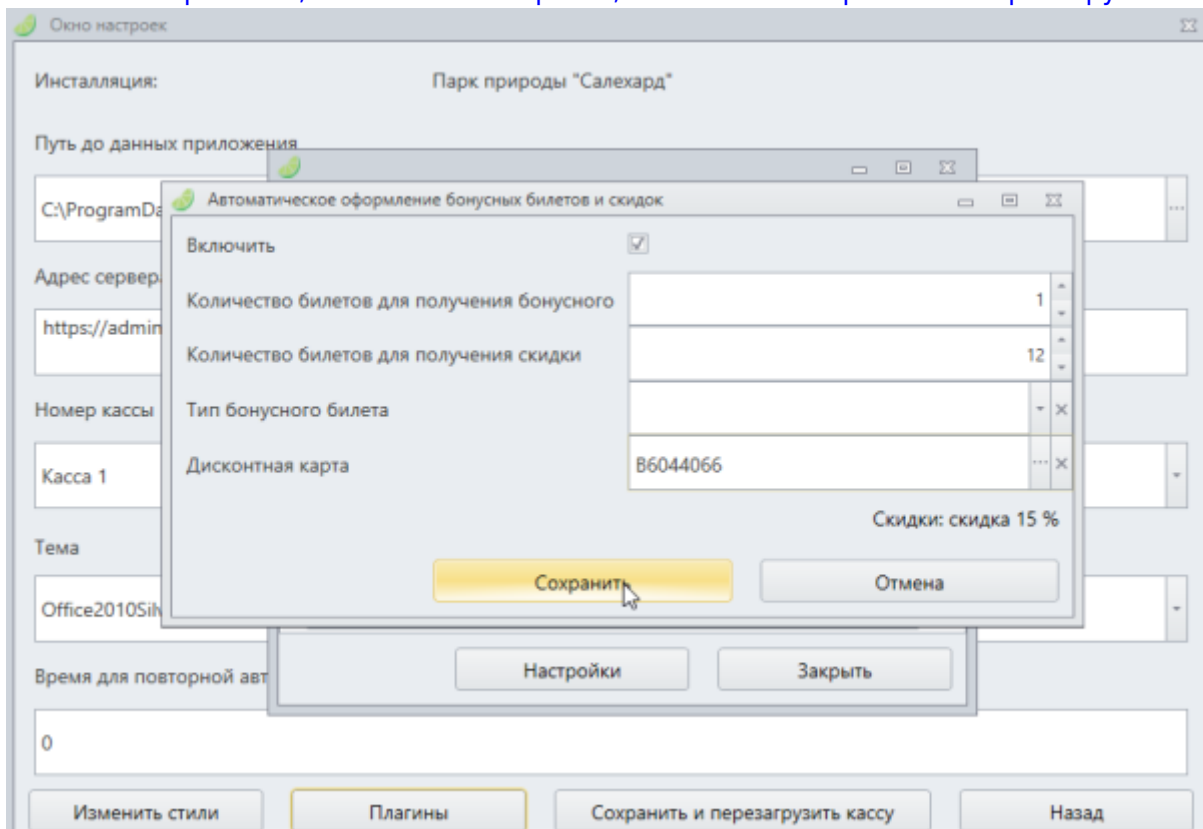 Окно настроек
Инсталляция: Парк природы "Салехард"
Путь до данных приложения
C:\ProgramDa
...
Автоматическое оформление бонусных билетов и скидок
Включить
Количество билетов для получения бонусного 1
Количество билетов для получения скидки 12
Тип бонусного билета
Дисконтная карта B6044066 ...
Скидки: скидка 15 %
Сохранить Отмена
Адрес сервер
https://admin
Номер кассы
Касса 1
Тема
Office2010Silv
Настройки Закрыть
Время для повторной авт
0
Изменить стили Плагины Сохранить и перезагрузить кассу Назад